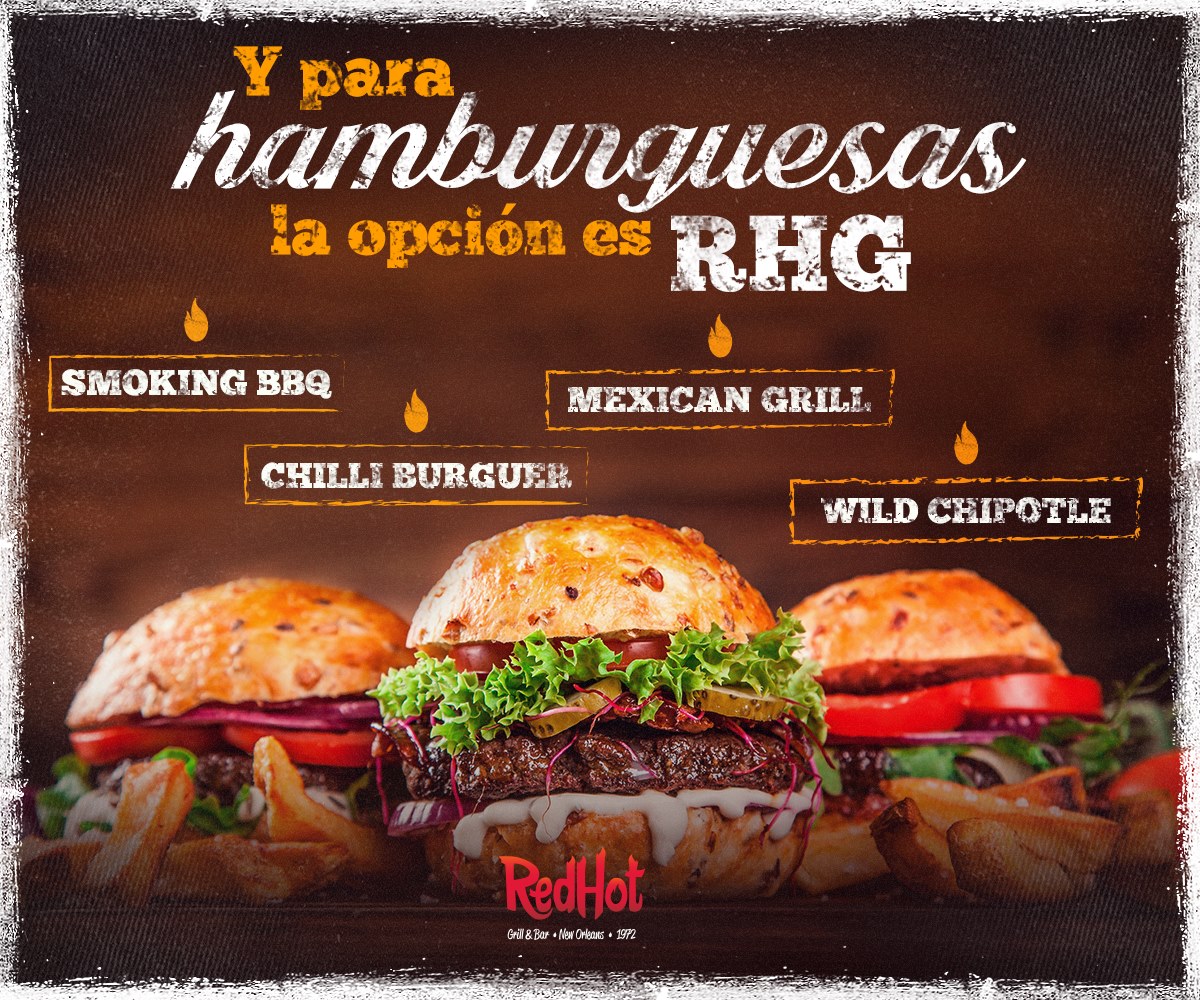 Y para
hamburguesas
la opción es RHG
SMOKING BBQ
MEXICAN GRILL
CHILLI BURGUER
WILD CHIPOTLE
RedHot
Grill & Bar • New Orleans • 1972